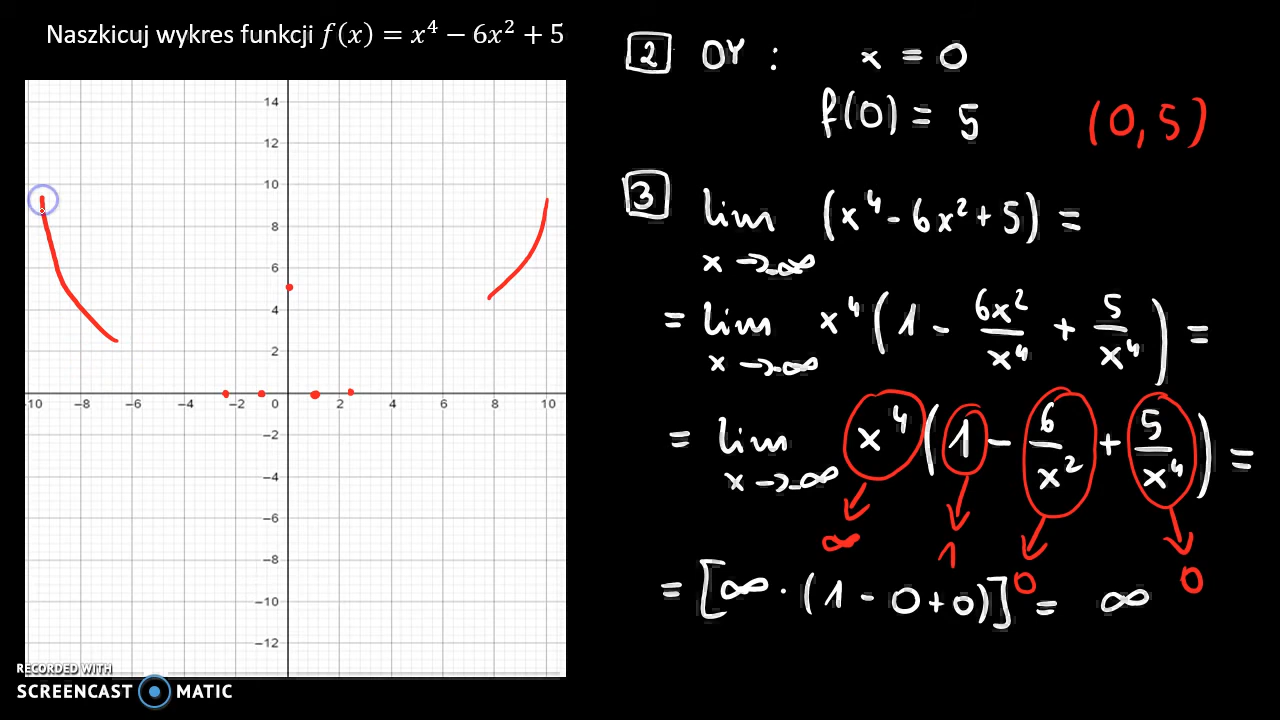 Naszkicuj wykres funkcji f(x) = x⁴ − 6x² + 5
14
12
10
8
6
4
2
10 −8 −6 −4 −2 0 2 4 6 8 10
−2
−4
−6
−8
−10
−12
RECORDED WITH
SCREENCAST MATIC
2 OY : x = 0
f(0) = 5 (0, 5)
3 lim x→-∞ (x⁴ - 6x² + 5) =
= lim x→-∞ x⁴ (1 - 6x²/x⁴ + 5/x⁴) =
= lim x→-∞ x⁴ (1 - 6/x² + 5/x⁴) =
∞ 1 0 0
= [∞ · (1 - 0 + 0)] = ∞